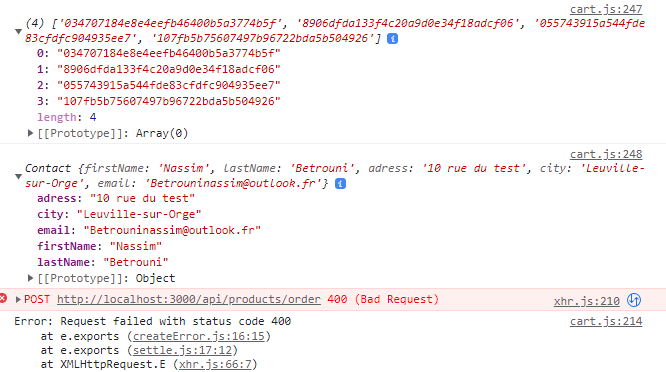 cart.js:247
(4) ['034707184e8e4eefb46400b5a3774b5f', '8906dfda133f4c20a9d0e34f18adcf06', '055743915a544fde83cfdfc904935ee7', '107fb5b75607497b96722bda5b504926']
0: "034707184e8e4eefb46400b5a3774b5f"
1: "8906dfda133f4c20a9d0e34f18adcf06"
2: "055743915a544fde83cfdfc904935ee7"
3: "107fb5b75607497b96722bda5b504926"
length: 4
[[Prototype]]: Array(0)
cart.js:248
Contact {firstName: 'Nassim', lastName: 'Betrouni', adress: '10 rue du test', city: 'Leuville-
sur-Orge', email: 'Betrouninassim@outlook.fr'}
adress: "10 rue du test"
city: "Leuville-sur-Orge"
email: "Betrouninassim@outlook.fr"
firstName: "Nassim"
lastName: "Betrouni"
[[Prototype]]: Object
POST http://localhost:3000/api/products/order 400 (Bad Request) xhr.js:210
Error: Request failed with status code 400 cart.js:214
at e.exports (createError.js:16:15)
at e.exports (settle.js:17:12)
at XMLHttpRequest.E (xhr.js:66:7)